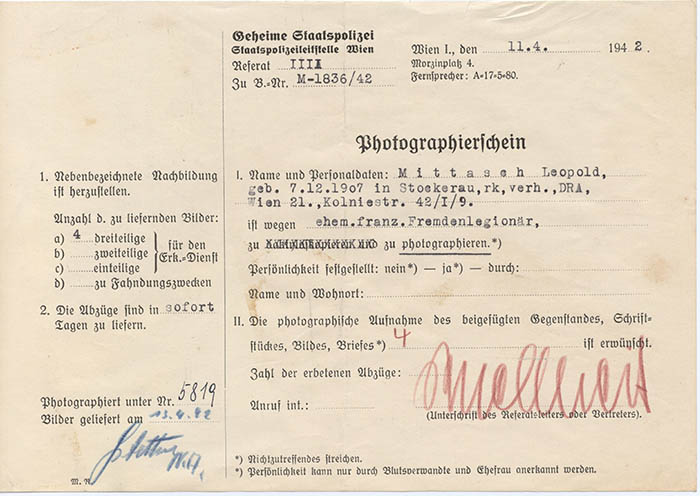 Geheime Staatspolizei
Staatspolizeileitstelle Wien
Referat IIIA
Zu B.-Nr. M-1836/42
Wien I., den 11.4. 1942.
Morzinplatz 4.
Fernsprecher: A=17=5=80.
Photographierschein
1. Nebenbezeichnete Nachbildung
ist herzustellen.
Anzahl d. zu liefernden Bilder:
a) 4 dreiteilige
b) zweiteilige
c) einteilige
für den
Erk.=Dienst
d) zu Fahndungszwecken
2. Die Abzüge sind in sofort
Tagen zu liefern.
Photographiert unter Nr. 5819
Bilder geliefert am 13.4.42
M. N.
I. Name und Personaldaten: Mittasch Leopold,
geb. 7.12.1907 in Stockerau,rk,verh.,DRA,
Wien 21.,Kolniestr. 42/I/9.
ist wegen ehem.franz.Fremdenlegionär,
zu zu photographieren.*)
Persönlichkeit festgestellt: nein*) — ja*) — durch:
Name und Wohnort:
II. Die photographische Aufnahme des beigefügten Gegenstandes, Schrift=
stückes, Bildes, Briefes*) 4 ist erwünscht.
Zahl der erbetenen Abzüge:
Anruf int.:
(Unterschrift des Referatsleiters oder Vertreters).
*) Nichtzutreffendes streichen.
*) Persönlichkeit kann nur durch Blutsverwandte und Ehefrau anerkannt werden.